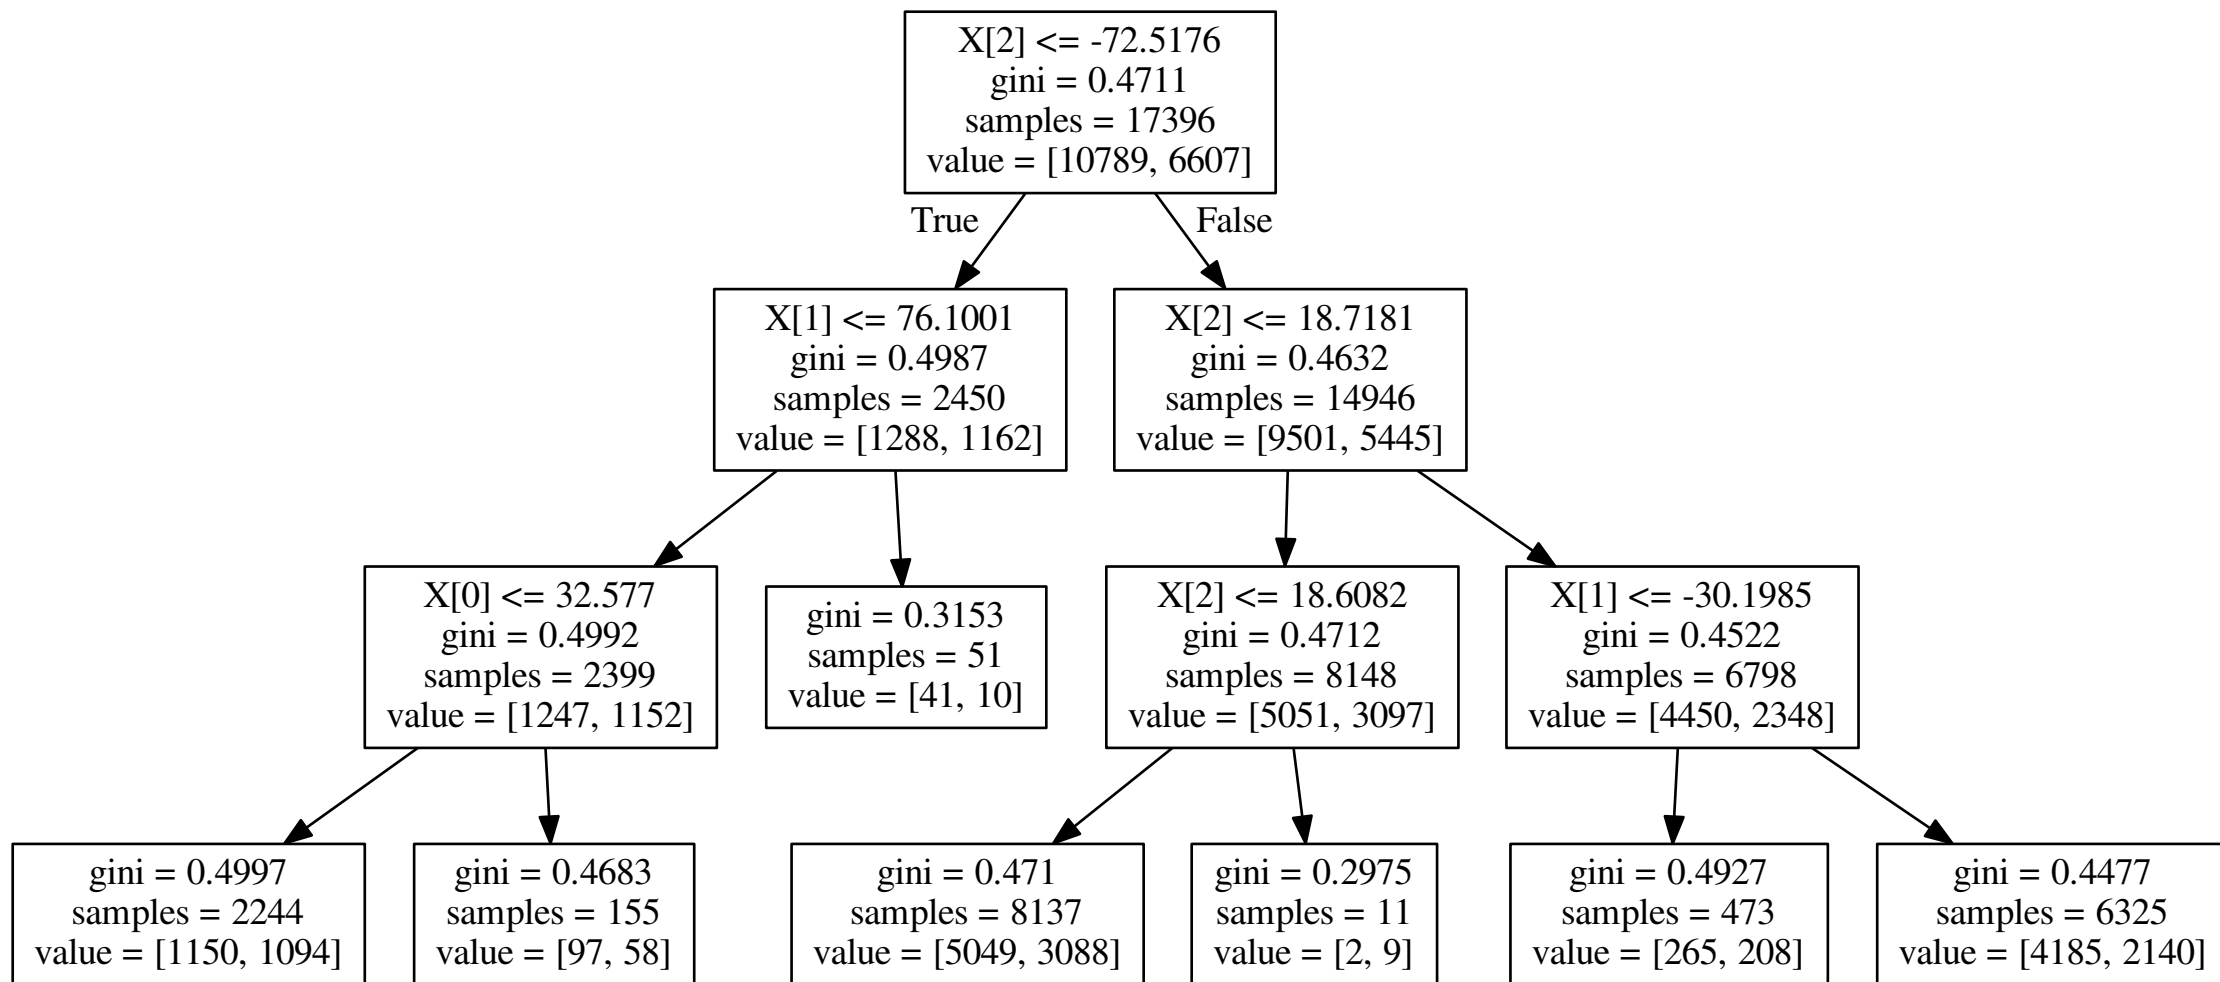 X[2] <= -72.5176
gini = 0.4711
samples = 17396
value = [10789, 6607]
True
False
X[1] <= 76.1001
gini = 0.4987
samples = 2450
value = [1288, 1162]
X[2] <= 18.7181
gini = 0.4632
samples = 14946
value = [9501, 5445]
X[0] <= 32.577
gini = 0.4992
samples = 2399
value = [1247, 1152]
gini = 0.3153
samples = 51
value = [41, 10]
X[2] <= 18.6082
gini = 0.4712
samples = 8148
value = [5051, 3097]
X[1] <= -30.1985
gini = 0.4522
samples = 6798
value = [4450, 2348]
gini = 0.4997
samples = 2244
value = [1150, 1094]
gini = 0.4683
samples = 155
value = [97, 58]
gini = 0.471
samples = 8137
value = [5049, 3088]
gini = 0.2975
samples = 11
value = [2, 9]
gini = 0.4927
samples = 473
value = [265, 208]
gini = 0.4477
samples = 6325
value = [4185, 2140]